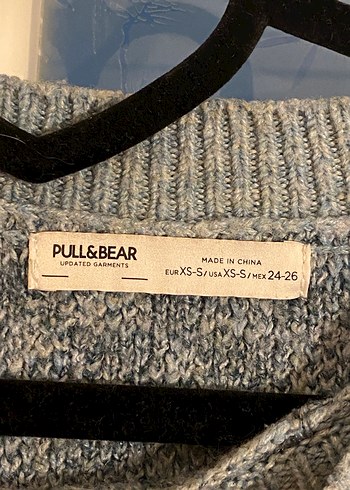 PULL&BEAR
UPDATED GARMENTS
MADE IN CHINA
EUR XS-S / USA XS-S / MEX 24-26